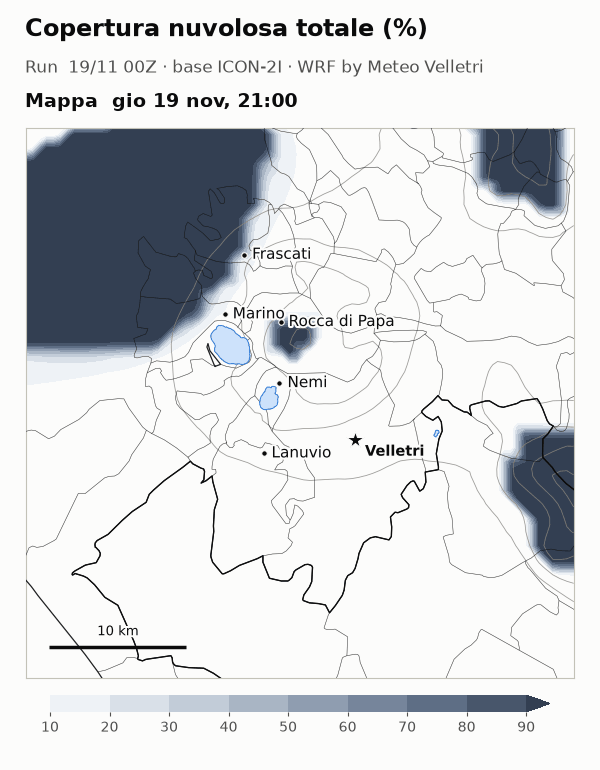 Copertura nuvolosa totale (%)
Run 19/11 00Z · base ICON-2I · WRF by Meteo Velletri
Mappa gio 19 nov, 21:00
Frascati
Marino
Rocca di Papa
Nemi
Velletri
Lanuvio
10 km
10 20 30 40 50 60 70 80 90